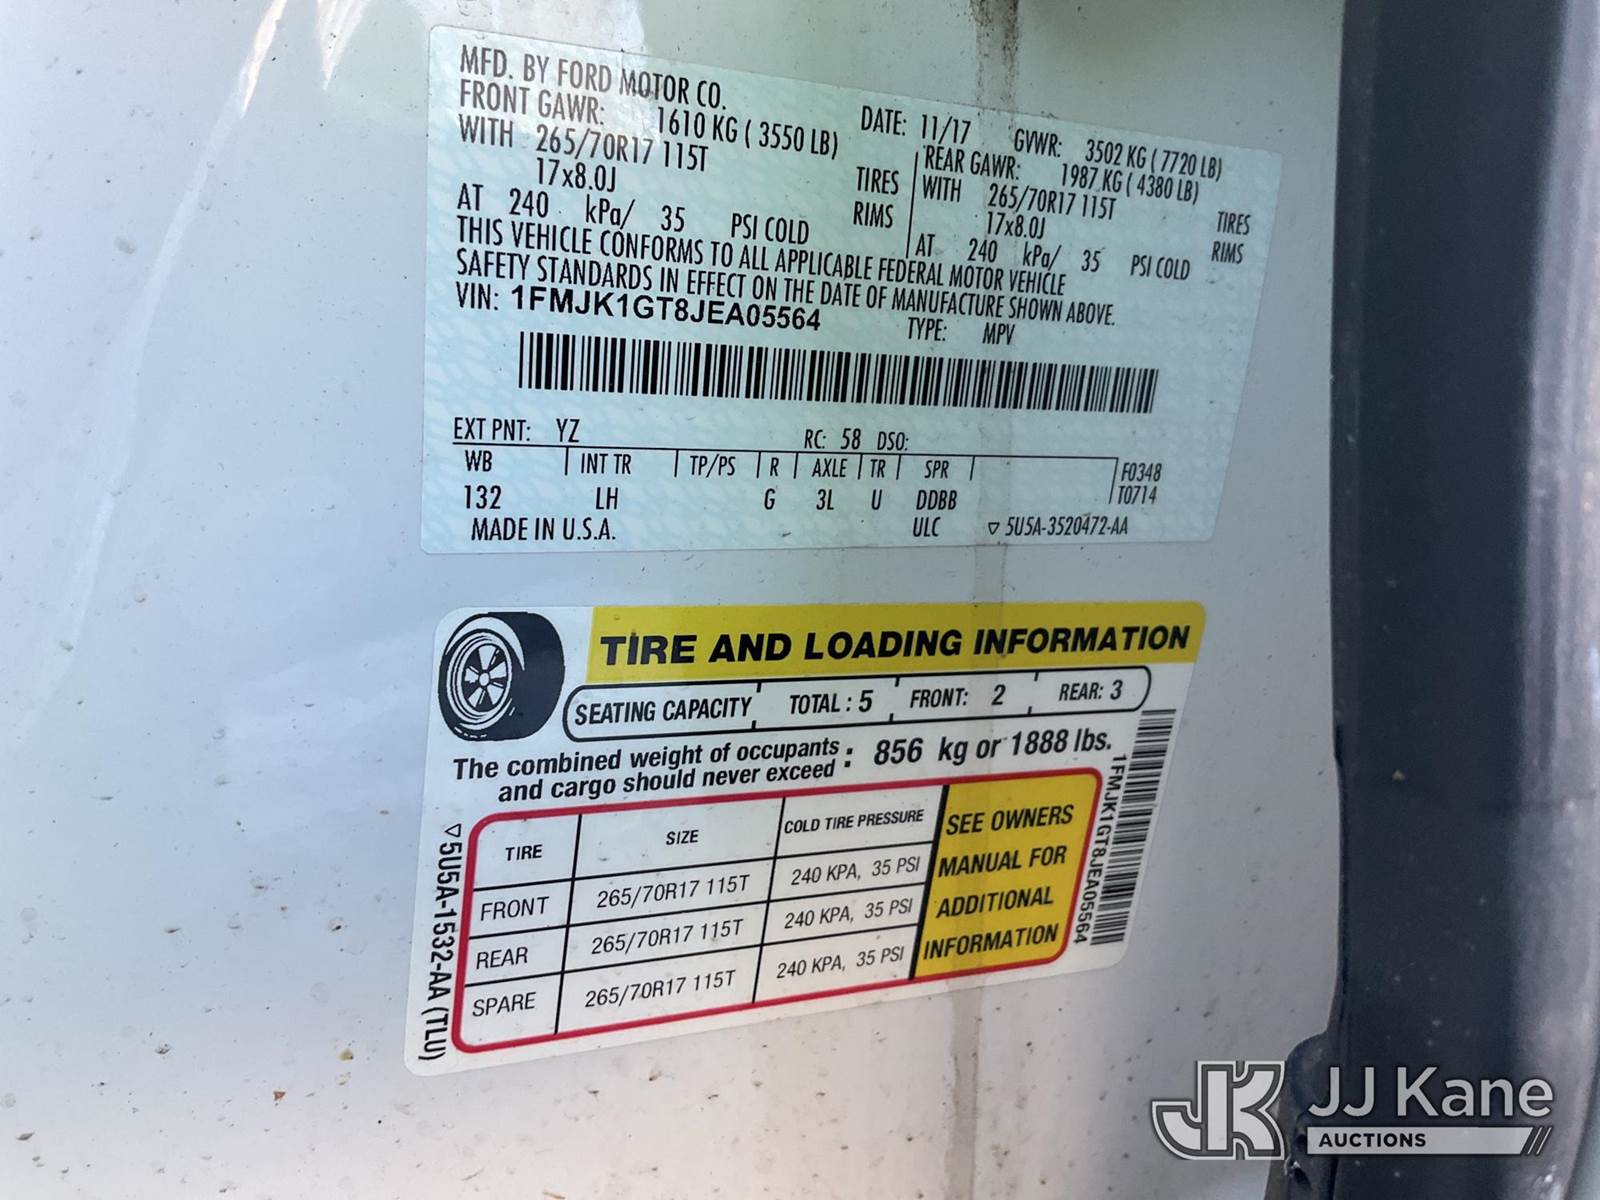 MFD. BY FORD MOTOR CO.
DATE: 11/17 GVWR: 3502 KG ( 7720 LB)
FRONT GAWR: 1610 KG ( 3550 LB)
REAR GAWR: 1987 KG ( 4380 LB)
WITH 265/70R17 115T TIRES
WITH 265/70R17 115T TIRES
17x8.0J RIMS
17x8.0J RIMS
AT 240 kPa/ 35 PSI COLD
AT 240 kPa/ 35 PSI COLD
THIS VEHICLE CONFORMS TO ALL APPLICABLE FEDERAL MOTOR VEHICLE
SAFETY STANDARDS IN EFFECT ON THE DATE OF MANUFACTURE SHOWN ABOVE.
VIN: 1FMJK1GT8JEA05564
TYPE: MPV
EXT PNT: YZ RC: 58 DSO:
WB INT TR TP/PS R AXLE TR SPR F0348
132 LH G 3L U DDBB T0714
MADE IN U.S.A. ULC ▽ 5U5A-3520472-AA
TIRE AND LOADING INFORMATION
SEATING CAPACITY TOTAL : 5 FRONT: 2 REAR: 3
The combined weight of occupants
and cargo should never exceed : 856 kg or 1888 lbs.
TIRE SIZE COLD TIRE PRESSURE
FRONT 265/70R17 115T 240 KPA, 35 PSI
REAR 265/70R17 115T 240 KPA, 35 PSI
SPARE 265/70R17 115T 240 KPA, 35 PSI
SEE OWNERS
MANUAL FOR
ADDITIONAL
INFORMATION
1FMJK1GT8JEA05564
▽5U5A-1532-AA (TLU)
JK
JJ Kane
AUCTIONS